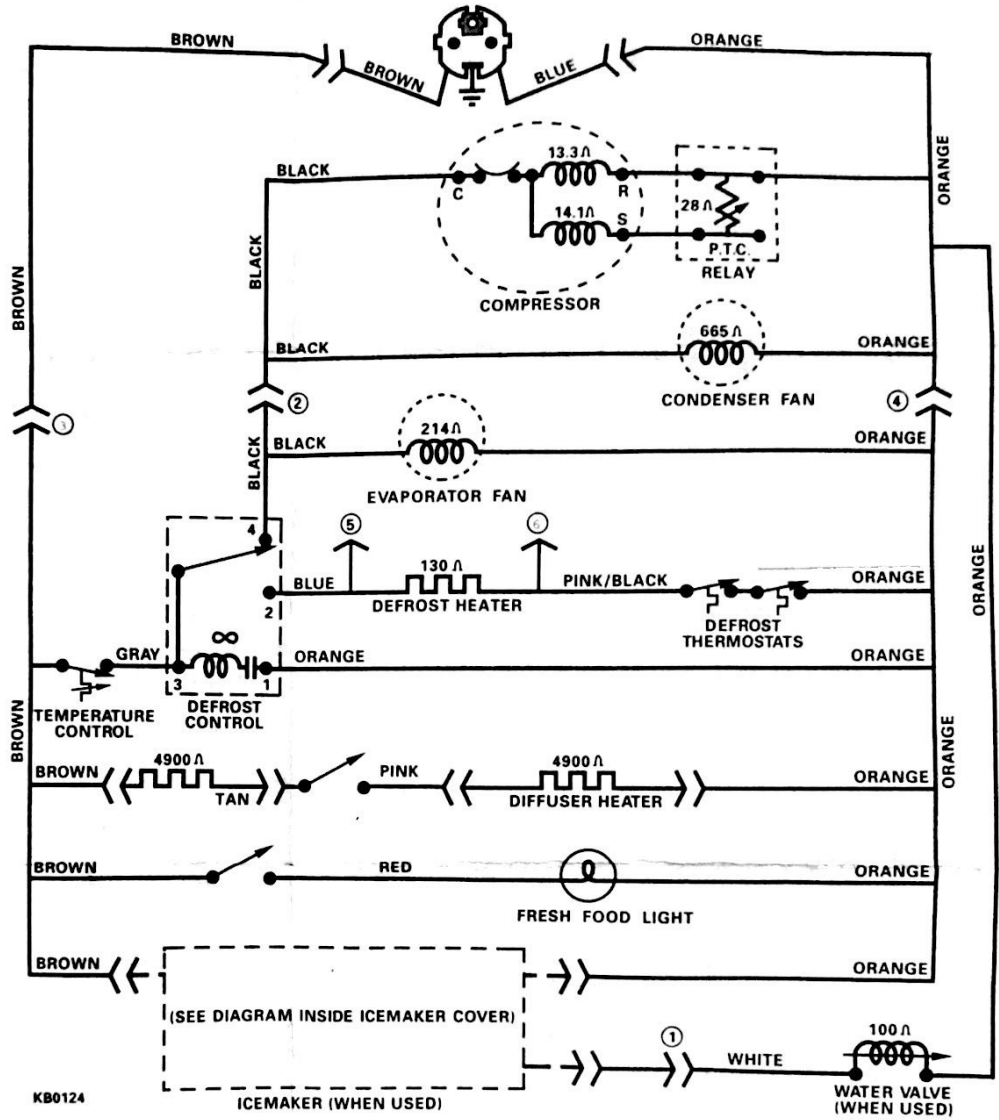 BROWN
BROWN
BLUE
ORANGE
BLACK
C
13.3Ω
R
14.1Ω
S
28Ω
P.T.C.
RELAY
ORANGE
COMPRESSOR
BLACK
BROWN
BLACK
665Ω
ORANGE
CONDENSER FAN
3
2
4
BLACK
BLACK
214Ω
ORANGE
EVAPORATOR FAN
4
5
6
2
BLUE
130Ω
DEFROST HEATER
PINK/BLACK
ORANGE
DEFROST
THERMOSTATS
ORANGE
GRAY
∞
3
1
ORANGE
ORANGE
TEMPERATURE
CONTROL
DEFROST
CONTROL
BROWN
ORANGE
BROWN
4900Ω
TAN
PINK
4900Ω
DIFFUSER HEATER
ORANGE
BROWN
RED
ORANGE
FRESH FOOD LIGHT
BROWN
ORANGE
(SEE DIAGRAM INSIDE ICEMAKER COVER)
1
WHITE
100Ω
WATER VALVE
(WHEN USED)
KB0124
ICEMAKER (WHEN USED)